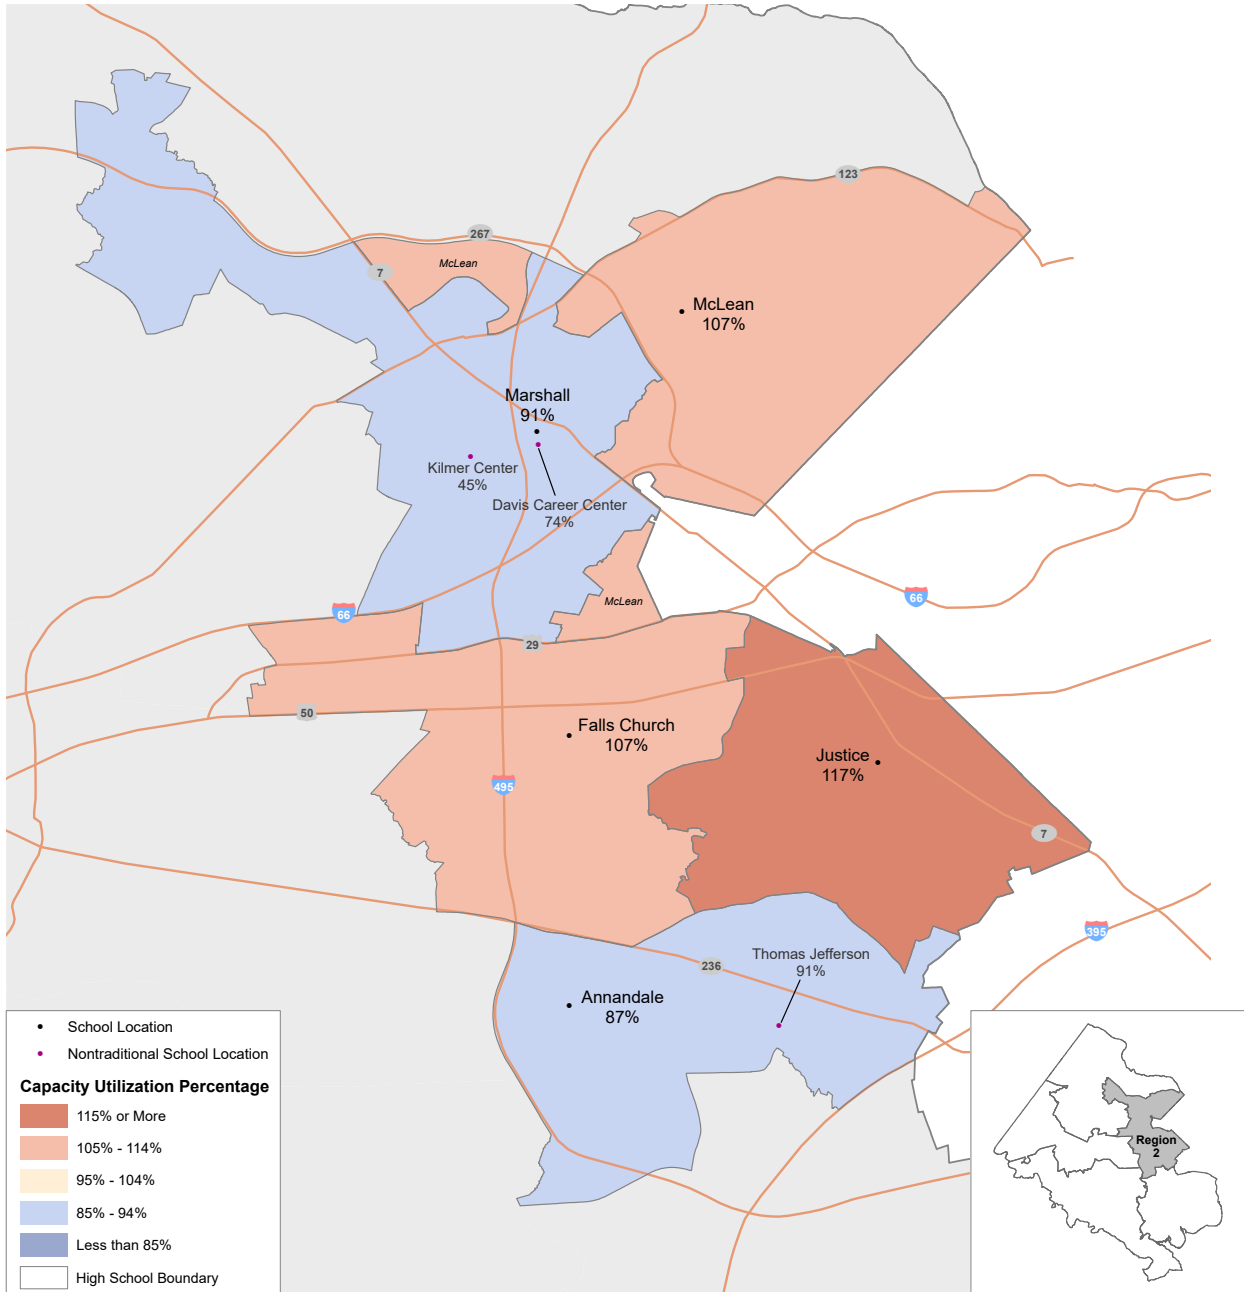 123
267
7
McLean
McLean
107%
Marshall
91%
Kilmer Center
45%
Davis Career Center
74%
McLean
66
66
29
50
Falls Church
107%
Justice
117%
495
7
395
236
Thomas Jefferson
91%
Annandale
87%
School Location
Nontraditional School Location
Capacity Utilization Percentage
115% or More
105% - 114%
95% - 104%
85% - 94%
Less than 85%
High School Boundary
Region
2